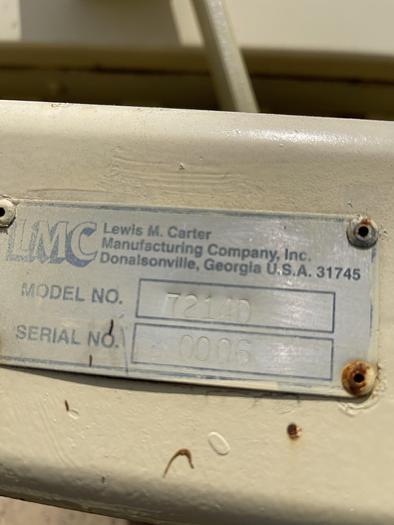 LMC
Lewis M. Carter
Manufacturing Company, Inc.
Donalsonville, Georgia U.S.A. 31745
MODEL NO. 7214D
SERIAL NO. 0006